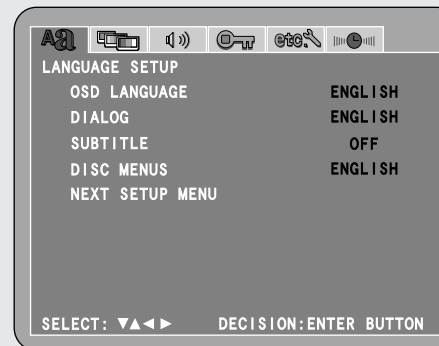 Aa etc.
LANGUAGE SETUP
OSD LANGUAGE ENGLISH
DIALOG ENGLISH
SUBTITLE OFF
DISC MENUS ENGLISH
NEXT SETUP MENU
SELECT: ▼▲◄► DECISION:ENTER BUTTON